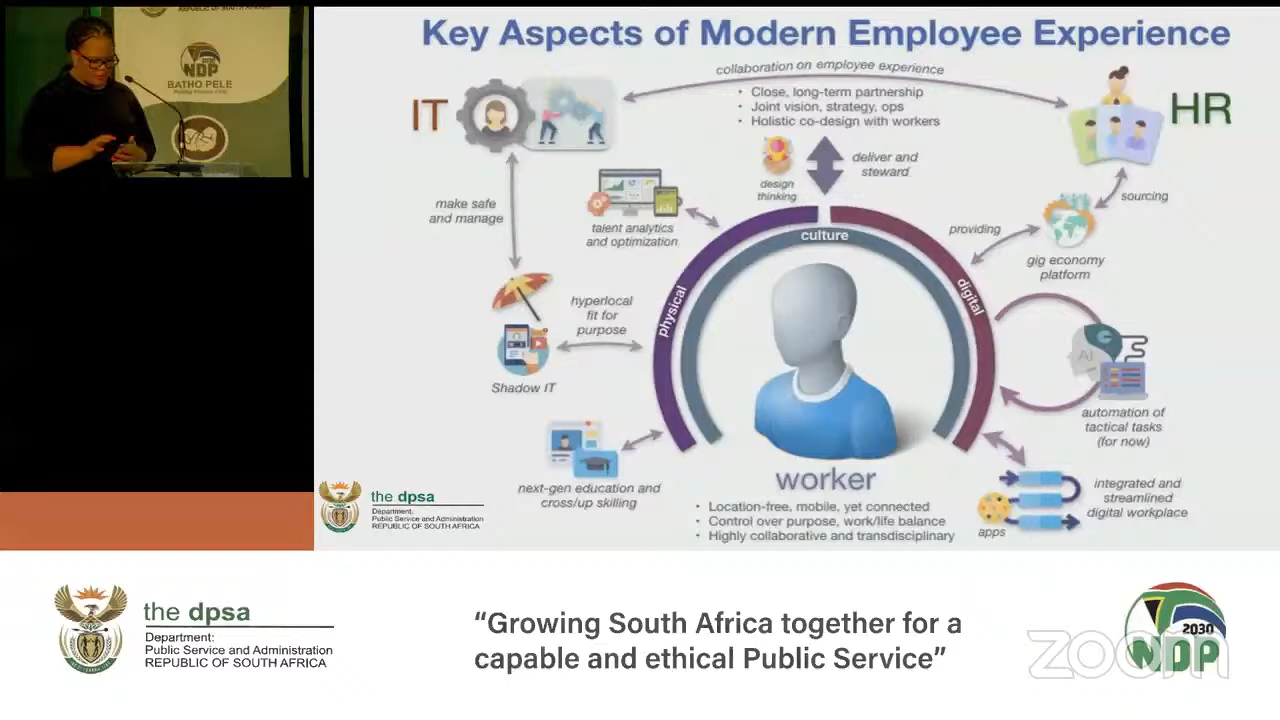 NDP
BATHO PELE
Key Aspects of Modern Employee Experience
collaboration on employee experience
• Close, long-term partnership
• Joint vision, strategy, ops
• Holistic co-design with workers
IT
HR
design
thinking
deliver and
steward
sourcing
make safe
and manage
talent analytics
and optimization
culture
providing
gig economy
platform
physical
digital
hyperlocal
fit for
purpose
Shadow IT
AI
automation of
tactical tasks
(for now)
next-gen education and
cross/up skilling
worker
• Location-free, mobile, yet connected
• Control over purpose, work/life balance
• Highly collaborative and transdisciplinary
integrated and
streamlined
digital workplace
apps
the dpsa
Department:
Public Service and Administration
REPUBLIC OF SOUTH AFRICA
the dpsa
Department:
Public Service and Administration
REPUBLIC OF SOUTH AFRICA
“Growing South Africa together for a
capable and ethical Public Service”
2030
NDP
zoom